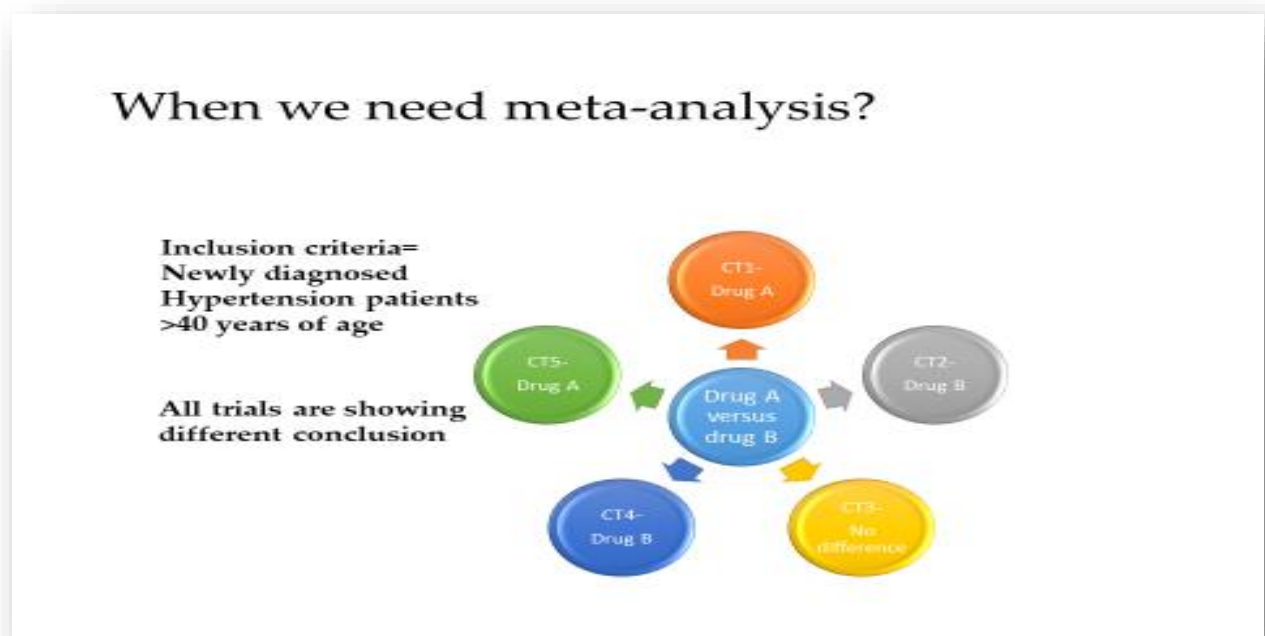 When we need meta-analysis?
Inclusion criteria=
Newly diagnosed
Hypertension patients
>40 years of age
All trials are showing
different conclusion
CT1-
Drug A
CT2-
Drug B
CT3-
No
difference
CT4-
Drug B
CT5-
Drug A
Drug A
versus
drug B